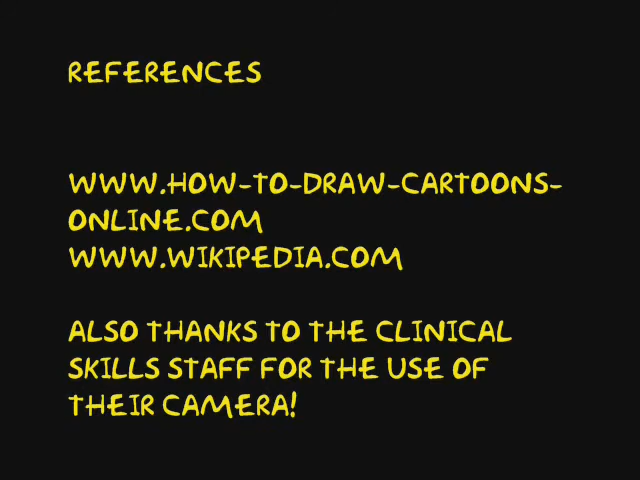 REFERENCES
WWW.HOW-TO-DRAW-CARTOONS-
ONLINE.COM
WWW.WIKIPEDIA.COM
ALSO THANKS TO THE CLINICAL
SKILLS STAFF FOR THE USE OF
THEIR CAMERA!